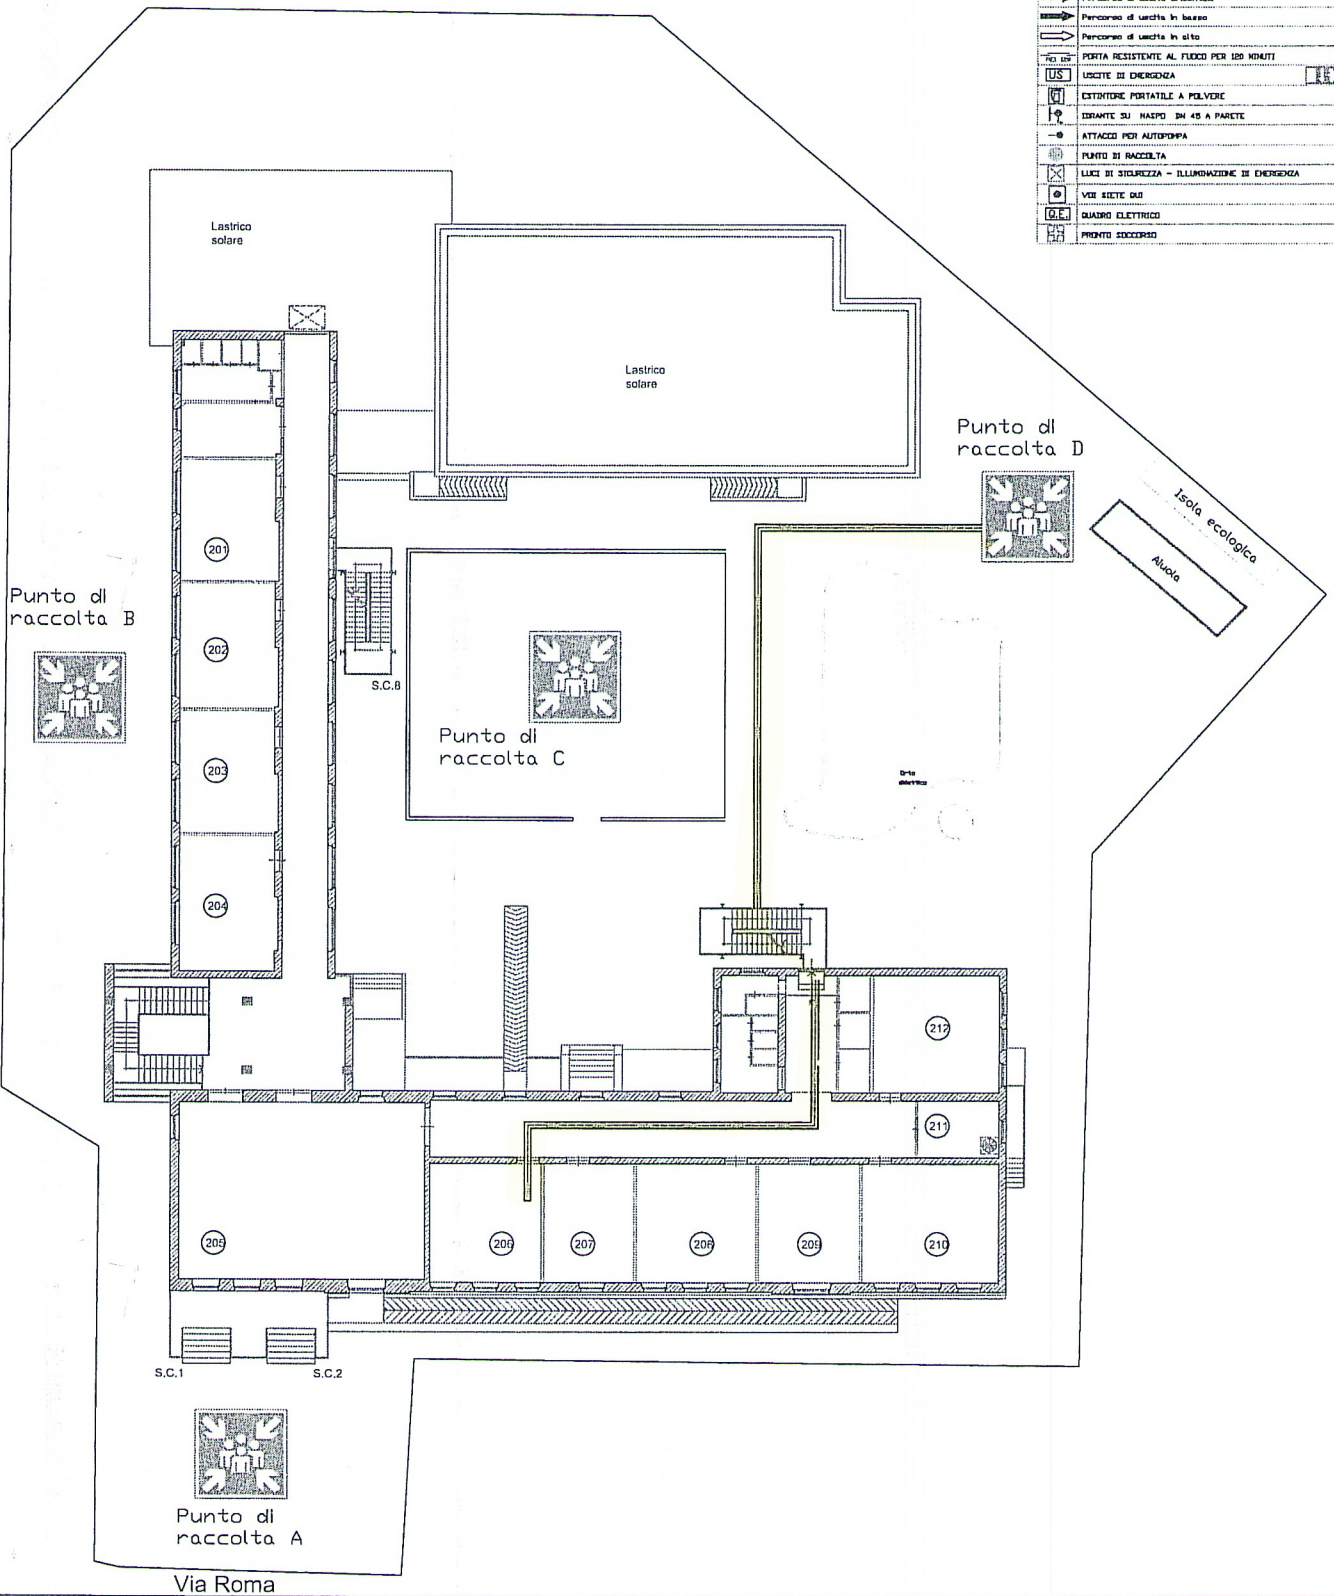 Percorso di uscita in basso
Percorso di uscita in alto
PORTA RESISTENTE AL FUOCO PER 120 MINUTI
US USCITE DI EMERGENZA
ESTINTORE PORTATILE A POLVERE
IDRANTE SU NASPO DN 45 A PARETE
ATTACCO PER AUTOPOMPA
PUNTO DI RACCOLTA
LUCI DI SICUREZZA - ILLUMINAZIONE DI EMERGENZA
VOI SIETE QUI
Q.E. QUADRO ELETTRICO
PRONTO SOCCORSO
Lastrico
solare
Lastrico
solare
Punto di
raccolta D
Isola ecologica
Aiuola
201
Punto di
raccolta B
202
S.C.8
Punto di
raccolta C
203
Orto
didattico
204
212
211
205
206
207
208
209
210
S.C.1
S.C.2
Punto di
raccolta A
Via Roma